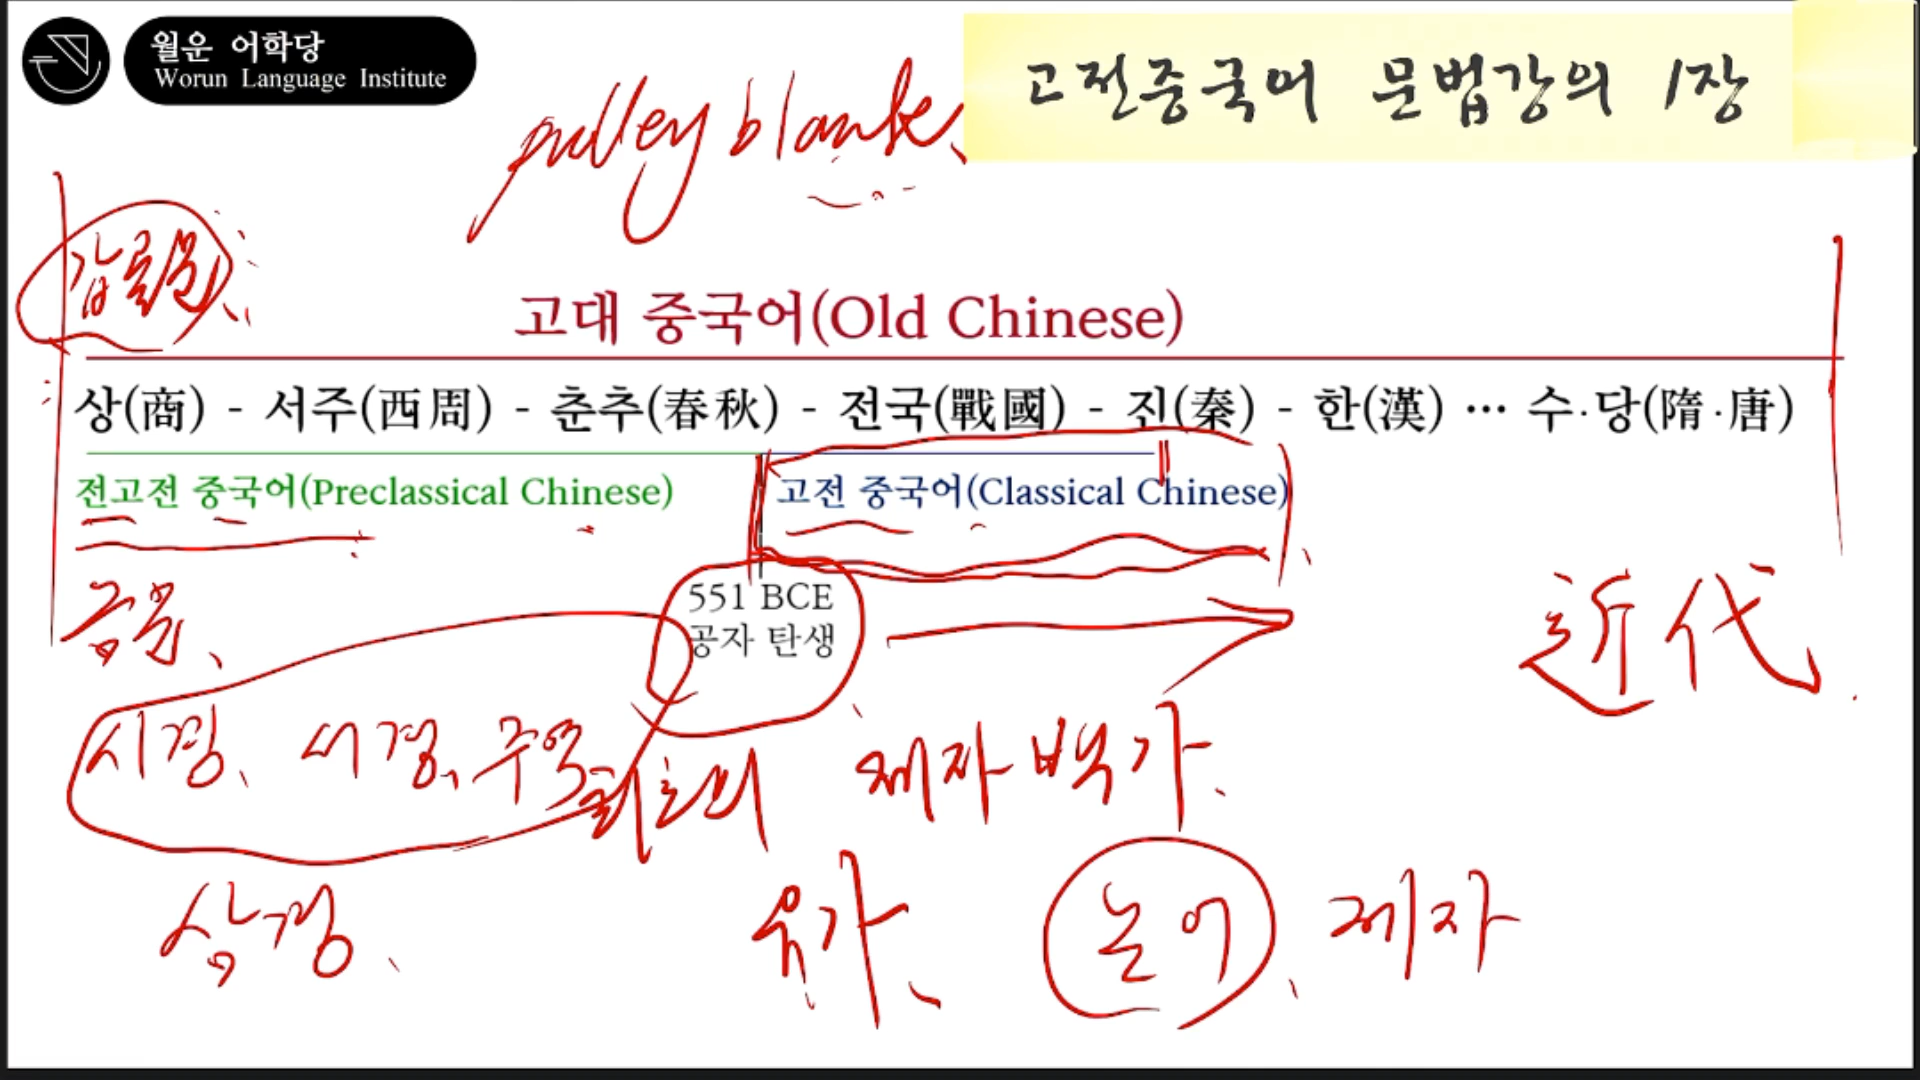 월운 어학당
Worun Language Institute
고전중국어 문법강의 1장
pulley blank
갑골문
고대 중국어(Old Chinese)
상(商) - 서주(西周) - 춘추(春秋) - 전국(戰國) - 진(秦) - 한(漢) ··· 수·당(隋·唐)
전고전 중국어(Preclassical Chinese)
고전 중국어(Classical Chinese)
551 BCE
공자 탄생
금문、
近代、
시경、서경、주역
최초의
제자백가、
삼경、
유가、
논어、제자